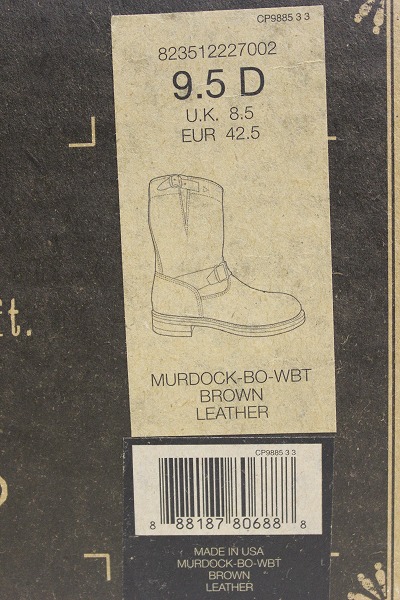 CP9885 3 3
823512227002
9.5 D
U.K. 8.5
EUR 42.5
ft.
MURDOCK-BO-WBT
BROWN
LEATHER
CP9885 3 3
8 88187 80688 8
MADE IN USA
MURDOCK-BO-WBT
BROWN
LEATHER